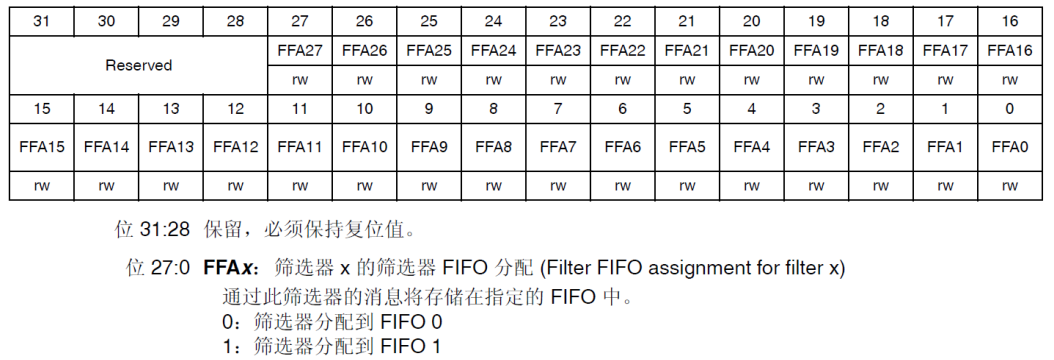 31 30 29 28 27 26 25 24 23 22 21 20 19 18 17 16
Reserved FFA27 FFA26 FFA25 FFA24 FFA23 FFA22 FFA21 FFA20 FFA19 FFA18 FFA17 FFA16
rw rw rw rw rw rw rw rw rw rw rw rw
15 14 13 12 11 10 9 8 7 6 5 4 3 2 1 0
FFA15 FFA14 FFA13 FFA12 FFA11 FFA10 FFA9 FFA8 FFA7 FFA6 FFA5 FFA4 FFA3 FFA2 FFA1 FFA0
rw rw rw rw rw rw rw rw rw rw rw rw rw rw rw rw
位 31:28 保留，必须保持复位值。
位 27:0 FFAx：筛选器 x 的筛选器 FIFO 分配 (Filter FIFO assignment for filter x)
通过此筛选器的消息将存储在指定的 FIFO 中。
0：筛选器分配到 FIFO 0
1：筛选器分配到 FIFO 1